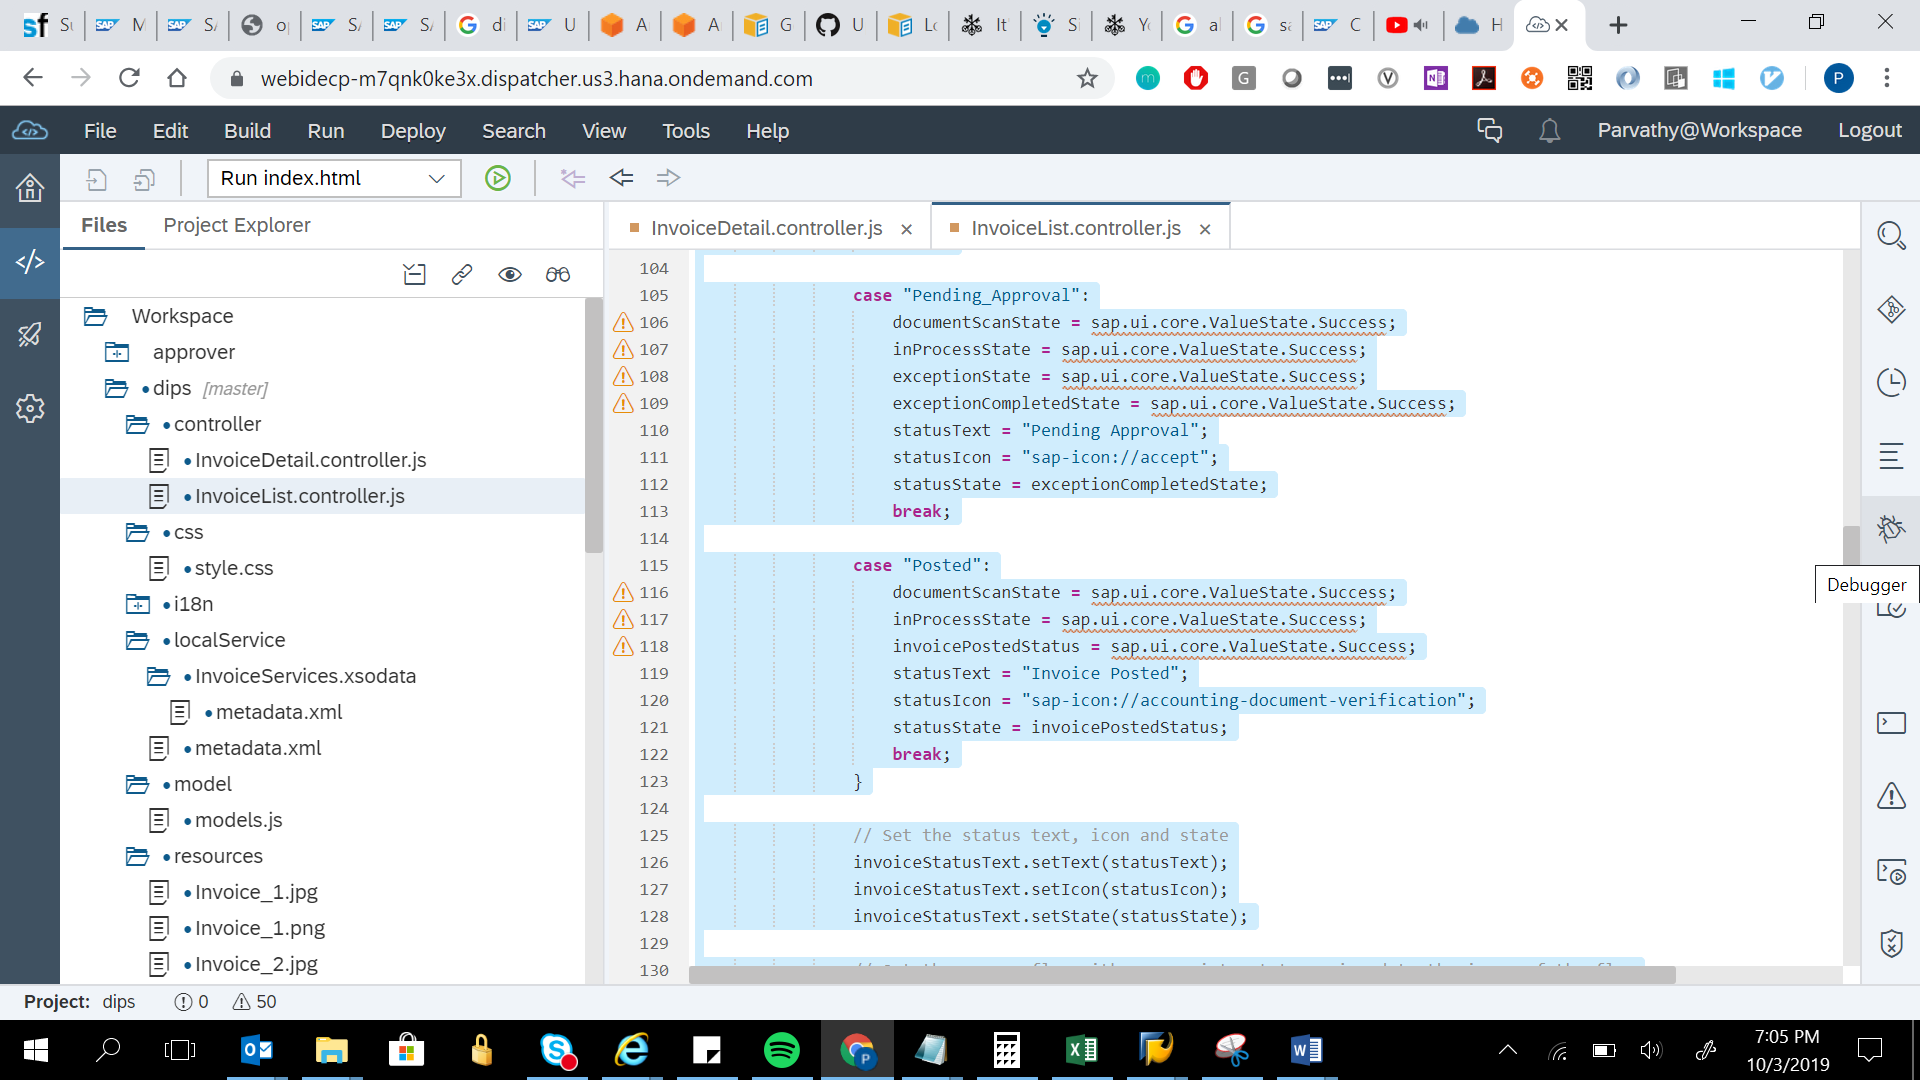 webidecp-m7qnk0ke3x.dispatcher.us3.hana.ondemand.com
File Edit Build Run Deploy Search View Tools Help
Parvathy@Workspace Logout
Run index.html
Files Project Explorer
InvoiceDetail.controller.js × InvoiceList.controller.js ×
Workspace
approver
dips [master]
controller
InvoiceDetail.controller.js
InvoiceList.controller.js
css
style.css
i18n
localService
InvoiceServices.xsodata
metadata.xml
metadata.xml
model
models.js
resources
Invoice_1.jpg
Invoice_1.png
Invoice_2.jpg
104
105 case "Pending_Approval":
106 documentScanState = sap.ui.core.ValueState.Success;
107 inProcessState = sap.ui.core.ValueState.Success;
108 exceptionState = sap.ui.core.ValueState.Success;
109 exceptionCompletedState = sap.ui.core.ValueState.Success;
110 statusText = "Pending Approval";
111 statusIcon = "sap-icon://accept";
112 statusState = exceptionCompletedState;
113 break;
114
115 case "Posted":
116 documentScanState = sap.ui.core.ValueState.Success;
117 inProcessState = sap.ui.core.ValueState.Success;
118 invoicePostedStatus = sap.ui.core.ValueState.Success;
119 statusText = "Invoice Posted";
120 statusIcon = "sap-icon://accounting-document-verification";
121 statusState = invoicePostedStatus;
122 break;
123 }
124
125 // Set the status text, icon and state
126 invoiceStatusText.setText(statusText);
127 invoiceStatusText.setIcon(statusIcon);
128 invoiceStatusText.setState(statusState);
129
130
Debugger
Project: dips 0 50
7:05 PM
10/3/2019